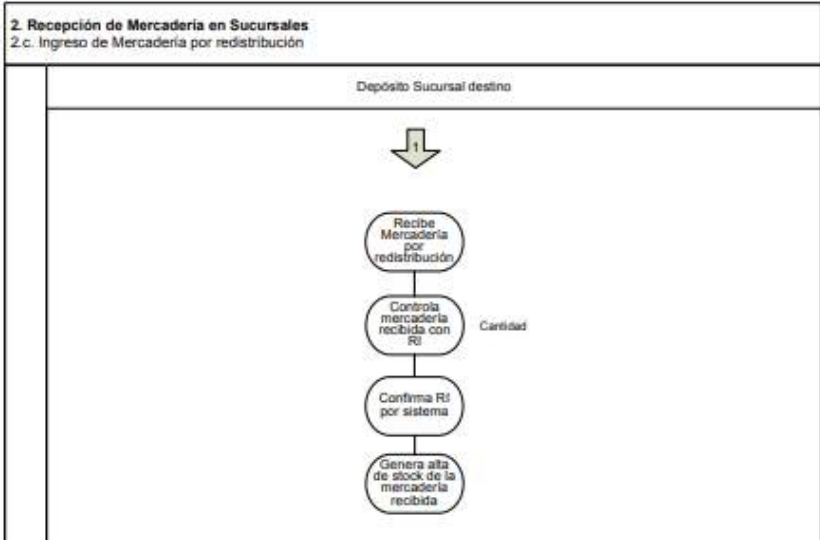 2. Recepción de Mercadería en Sucursales
2.c. Ingreso de Mercadería por redistribución
Depósito Sucursal destino
1
Recibe
Mercadería
por
redistribución
Controla
mercadería
recibida con
RI
Cantidad
Confirma RI
por sistema
Genera alta
de stock de la
mercadería
recibida